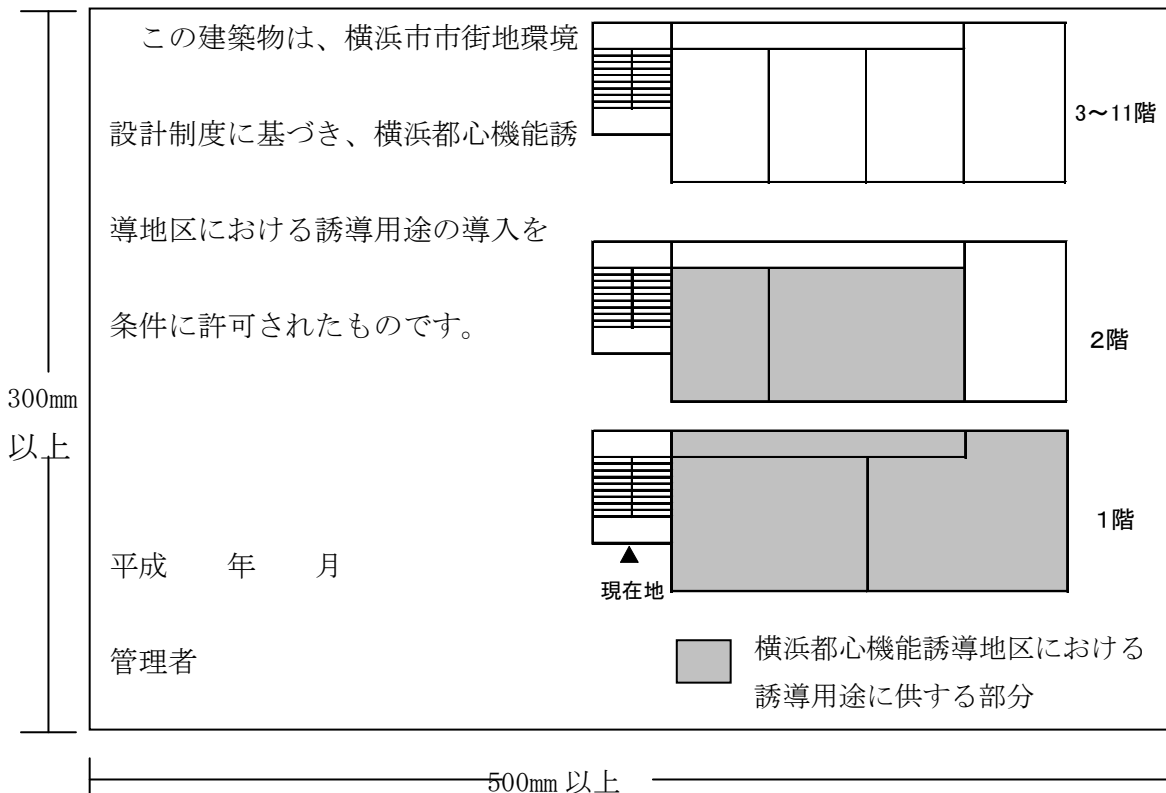 この建築物は、横浜市市街地環境
設計制度に基づき、横浜都心機能誘
導地区における誘導用途の導入を
条件に許可されたものです。
平成　　年　　月
管理者
3～11階
2階
1階
現在地
横浜都心機能誘導地区における
誘導用途に供する部分
300mm
以上
500mm 以上